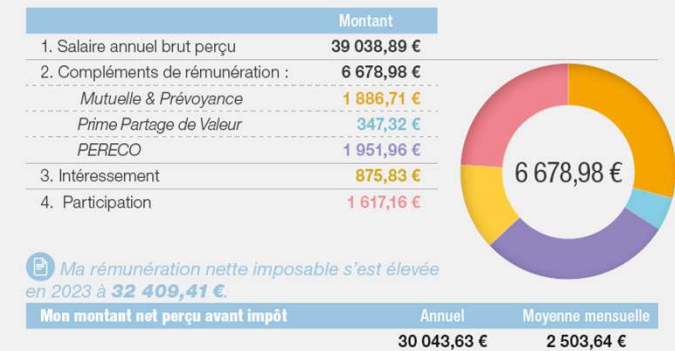 Montant
1. Salaire annuel brut perçu 39 038,89 €
2. Compléments de rémunération : 6 678,98 €
Mutuelle & Prévoyance 1 886,71 €
Prime Partage de Valeur 347,32 €
PERECO 1 951,96 €
3. Intéressement 875,83 €
4. Participation 1 617,16 €
6 678,98 €
Ma rémunération nette imposable s'est élevée
en 2023 à 32 409,41 €.
Mon montant net perçu avant impôt Annuel Moyenne mensuelle
30 043,63 € 2 503,64 €